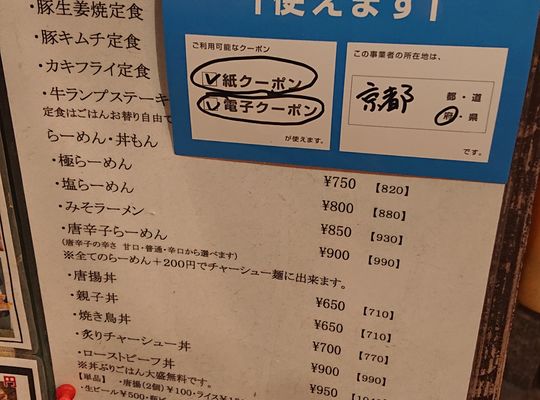 「使えます」
ご利用可能なクーポン
✓紙クーポン
✓電子クーポン
が使えます。
この事業者の所在地は、
京都 都・道 府・県
です。
・豚生姜焼定食
・豚キムチ定食
・カキフライ定食
・牛ランプステーキ
定食はごはんお替り自由で
らーめん・丼もん
・極らーめん ¥750 【820】
・塩らーめん ¥800 【880】
・みそラーメン ¥850 【930】
・唐辛子らーめん ¥900 【990】
(唐辛子の辛さ 甘口・普通・辛口から選べます)
※全てのらーめん+200円でチャーシュー麺に出来ます。
・唐揚丼 ¥650 【710】
・親子丼 ¥650 【710】
・焼き鳥丼 ¥700 【770】
・炙りチャーシュー丼 ¥900 【990】
・ローストビーフ丼 ¥950
※丼ぶりごはん大盛無料です。
【単品】 ・唐揚(2個)¥100・ライス
・生ビール¥500・瓶